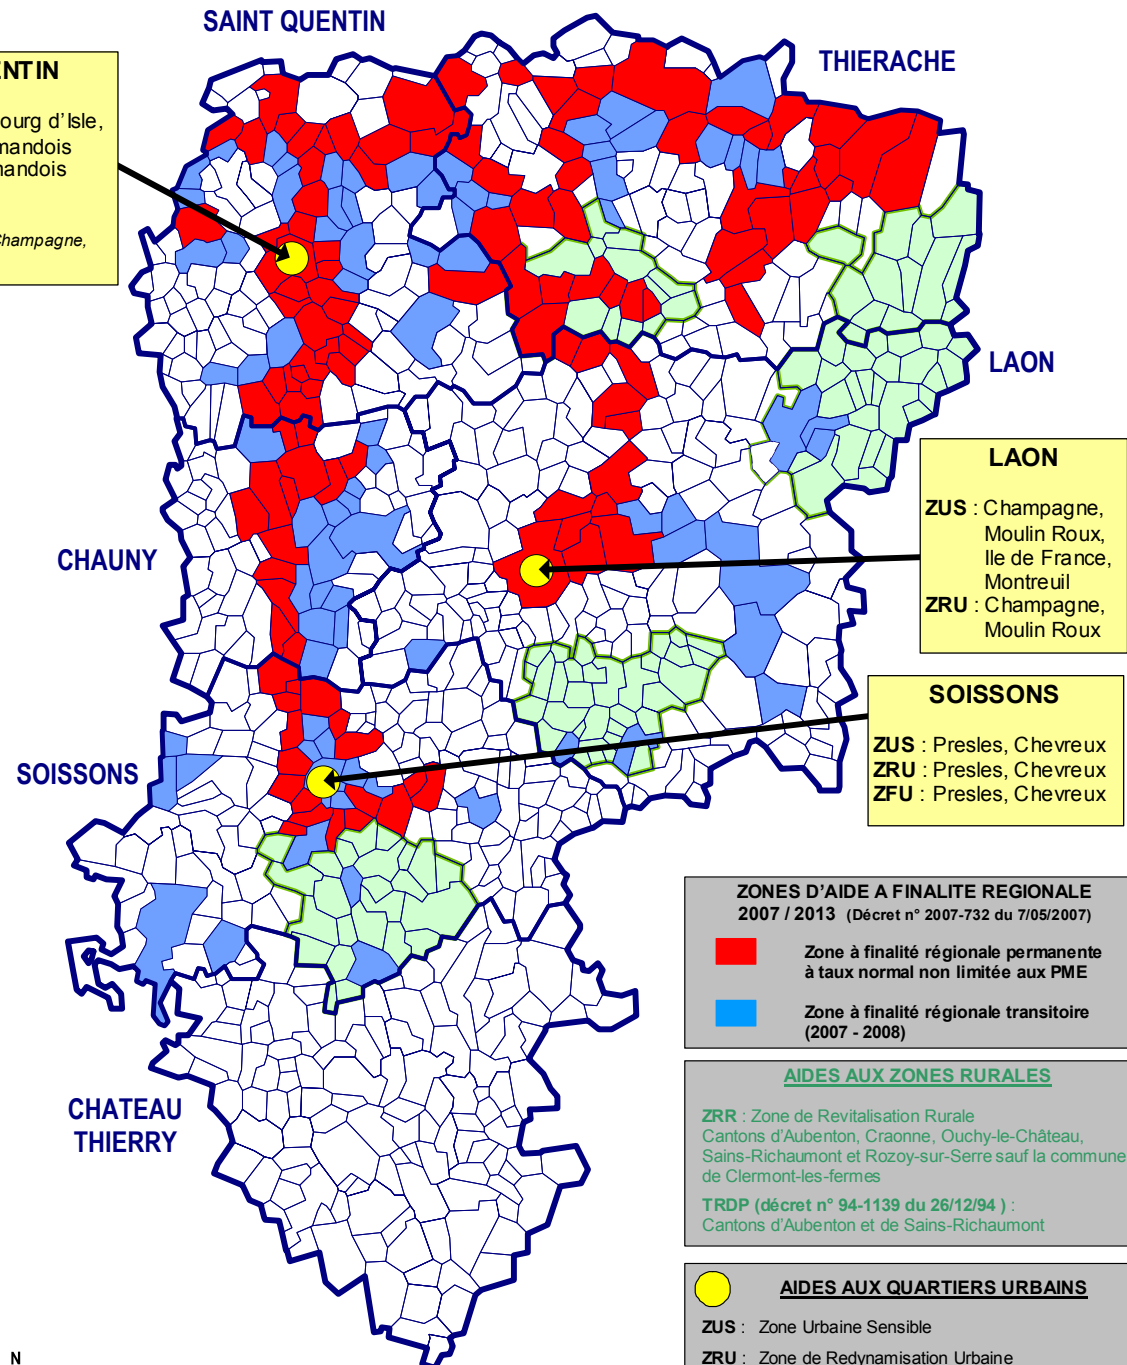 SAINT QUENTIN
THIERACHE
ENTIN
ourg d'Isle,
mandois
mandois
Champagne,
LAON
LAON
ZUS : Champagne,
Moulin Roux,
Ile de France,
Montreuil
ZRU : Champagne,
Moulin Roux
CHAUNY
SOISSONS
ZUS : Presles, Chevreux
ZRU : Presles, Chevreux
ZFU : Presles, Chevreux
SOISSONS
ZONES D'AIDE A FINALITE REGIONALE
2007 / 2013 (Décret n° 2007-732 du 7/05/2007)
Zone à finalité régionale permanente
à taux normal non limitée aux PME
Zone à finalité régionale transitoire
(2007 - 2008)
CHATEAU
THIERRY
AIDES AUX ZONES RURALES
ZRR : Zone de Revitalisation Rurale
Cantons d'Aubenton, Craonne, Ouchy-le-Château,
Sains-Richaumont et Rozoy-sur-Serre sauf la commune
de Clermont-les-fermes
TRDP (décret n° 94-1139 du 26/12/94 ) :
Cantons d'Aubenton et de Sains-Richaumont
AIDES AUX QUARTIERS URBAINS
ZUS : Zone Urbaine Sensible
ZRU : Zone de Redynamisation Urbaine
N